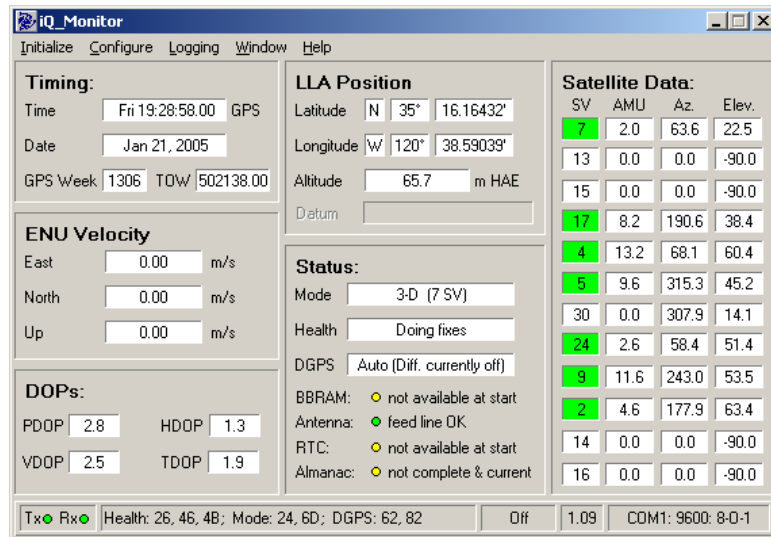 iQ_Monitor
Initialize Configure Logging Window Help
Timing:
Time Fri 19:28:58.00 GPS
Date Jan 21, 2005
GPS Week 1306 TOW 502138.00
ENU Velocity
East 0.00 m/s
North 0.00 m/s
Up 0.00 m/s
DOPs:
PDOP 2.8 HDOP 1.3
VDOP 2.5 TDOP 1.9
LLA Position
Latitude N 35° 16.16432'
Longitude W 120° 38.59039'
Altitude 65.7 m HAE
Datum
Status:
Mode 3-D (7 SV)
Health Doing fixes
DGPS Auto (Diff. currently off)
BBRAM: not available at start
Antenna: feed line OK
RTC: not available at start
Almanac: not complete & current
Satellite Data:
SV AMU Az. Elev.
7 2.0 63.6 22.5
13 0.0 0.0 -90.0
15 0.0 0.0 -90.0
17 8.2 190.6 38.4
4 13.2 68.1 60.4
5 9.6 315.3 45.2
30 0.0 307.9 14.1
24 2.6 58.4 51.4
9 11.6 243.0 53.5
2 4.6 177.9 63.4
14 0.0 0.0 -90.0
16 0.0 0.0 -90.0
Tx Rx Health: 26, 46, 4B; Mode: 24, 6D; DGPS: 62, 82 Off 1.09 COM1: 9600: 8-O-1